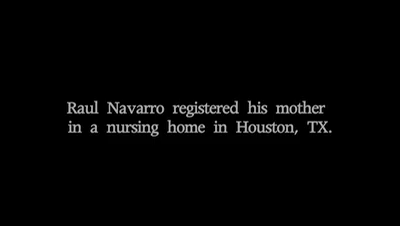 Raul Navarro registered his mother
in a nursing home in Houston, TX.